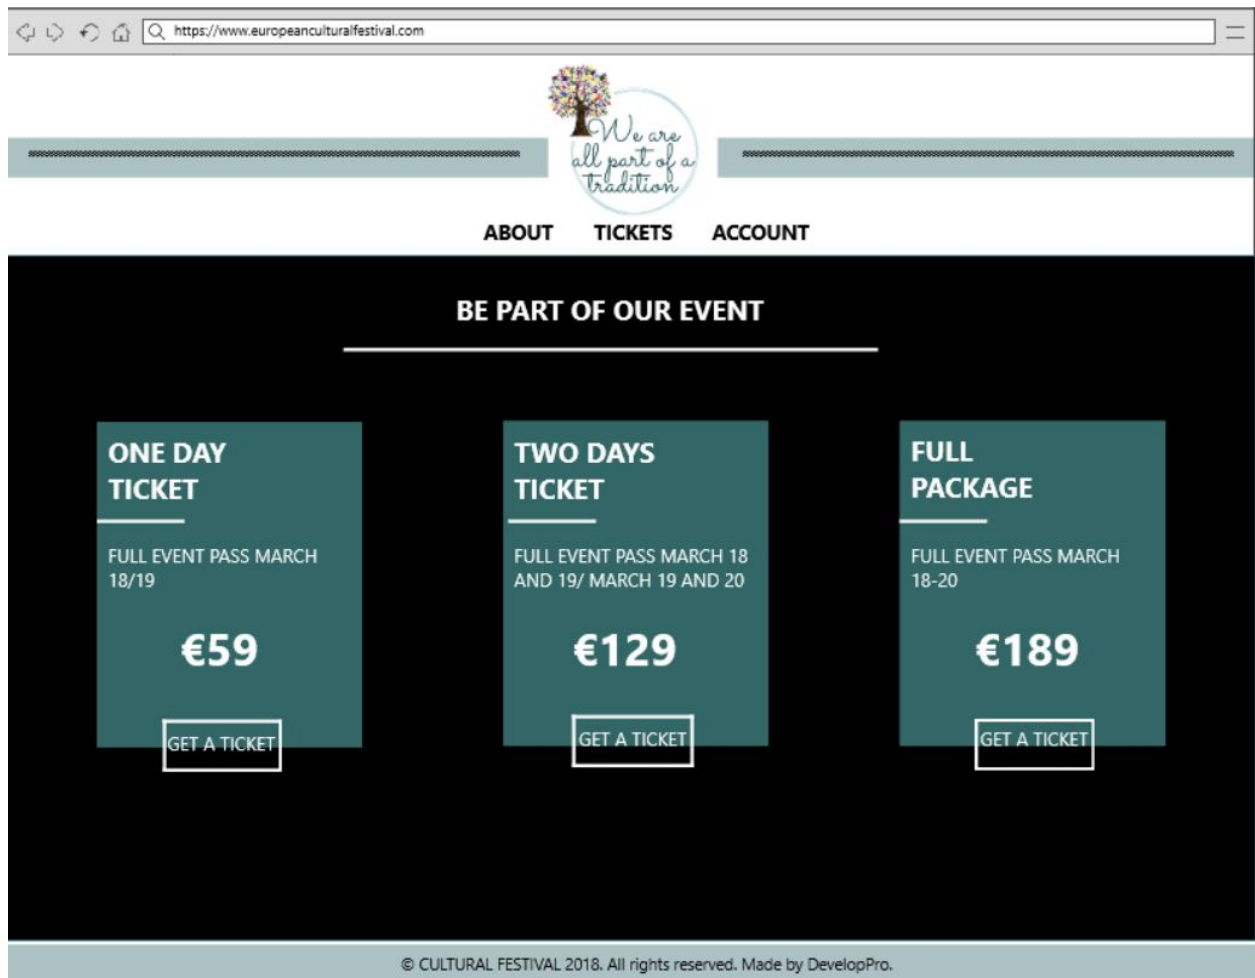 https://www.europeanculturalfestival.com
We are
all part of a
tradition
ABOUT TICKETS ACCOUNT
BE PART OF OUR EVENT
ONE DAY
TICKET
FULL EVENT PASS MARCH
18/19
€59
GET A TICKET
TWO DAYS
TICKET
FULL EVENT PASS MARCH 18
AND 19/ MARCH 19 AND 20
€129
GET A TICKET
FULL
PACKAGE
FULL EVENT PASS MARCH
18-20
€189
GET A TICKET
© CULTURAL FESTIVAL 2018. All rights reserved. Made by DevelopPro.